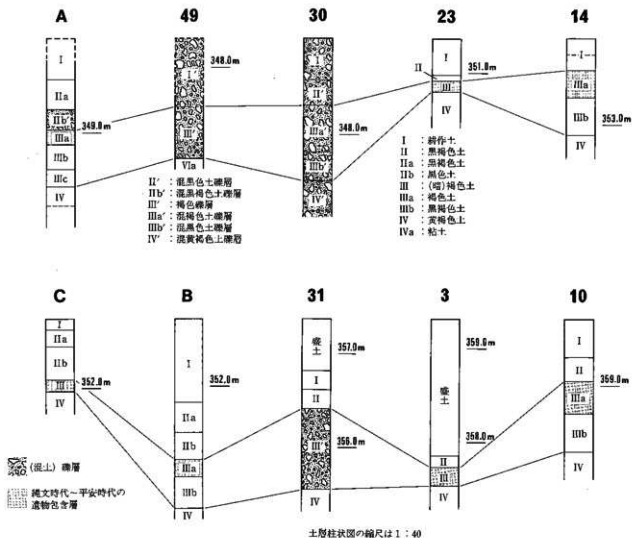 A 49 30 23 14
I
IIa
IIb'
IIIa
IIIb
IIIc
IV
349.0m
I'
III'
VIa
348.0m
I
II'
IIIa'
IIIb'
IV'
348.0m
I
II
III
IV
351.0m
I
IIIa
IIIb
IV
353.0m
II' : 混黒色土礫層
IIb' : 混黒褐色土礫層
III' : 褐色礫層
IIIa' : 混褐色土礫層
IIIb' : 混黒色土礫層
IV' : 混黄褐色土礫層
I : 耕作土
II : 黒褐色土
IIa : 黒褐色土
IIb : 黒色土
III : (暗)褐色土
IIIa : 褐色土
IIIb : 黒褐色土
IV : 黄褐色土
IVa : 粘土
C B 31 3 10
I
IIa
IIb
III
IV
352.0m
I
IIa
IIb
IIIa
IIIb
IV
352.0m
盛土
I
II
III'
IV
357.0m
356.0m
盛土
II
III
IV
359.0m
358.0m
I
II
IIIa
IIIb
IV
359.0m
(混土)礫層
縄文時代〜平安時代の
遺物包含層
土層柱状図の縮尺は1:40